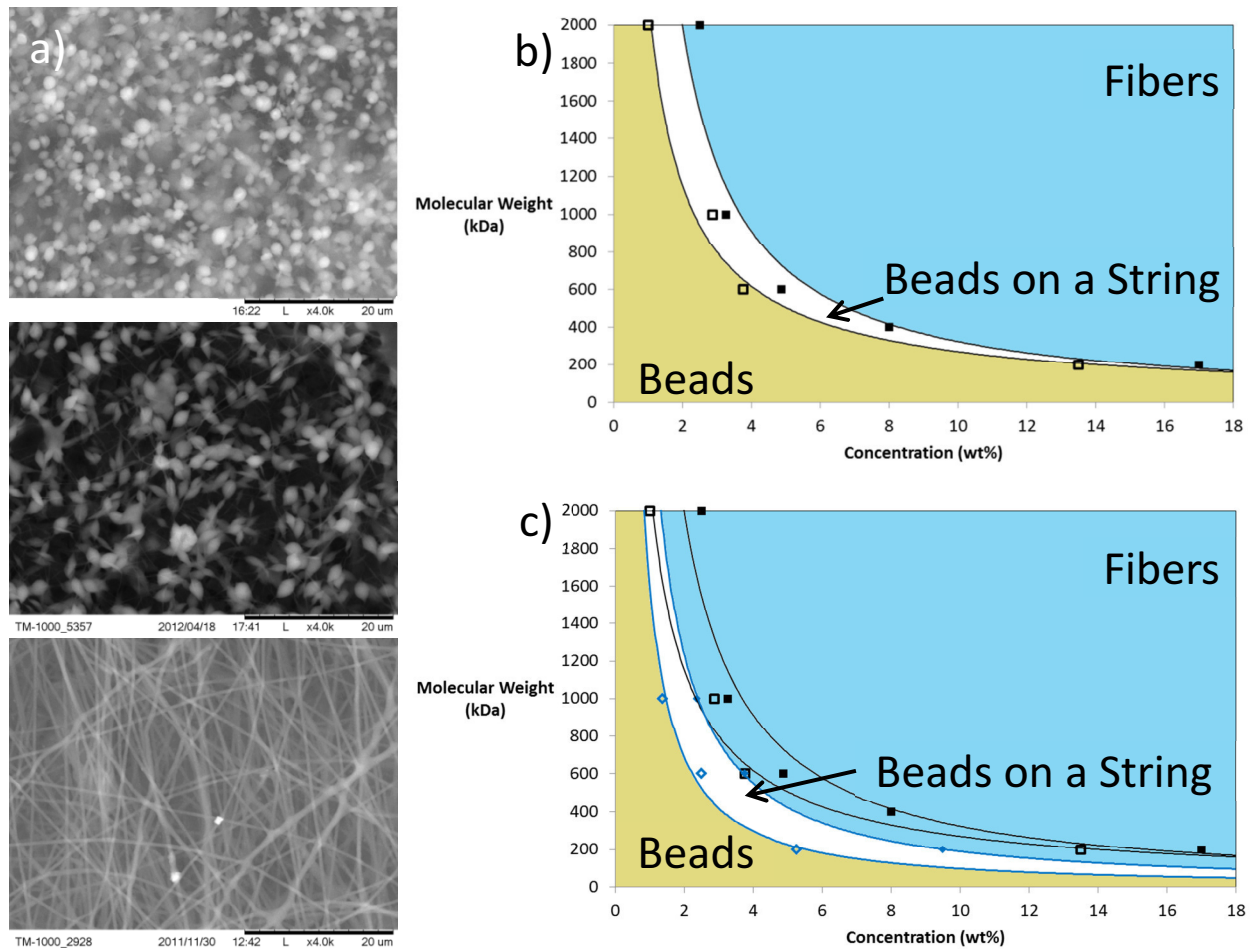 a)
16:22 L x4.0k 20 um
TM-1000_5357 2012/04/18 17:41 L x4.0k 20 um
TM-1000_2928 2011/11/30 12:42 L x4.0k 20 um
b)
2000
1800
1600
1400
1200
1000
800
600
400
200
0
Molecular Weight
(kDa)
Fibers
Beads on a String
Beads
0 2 4 6 8 10 12 14 16 18
Concentration (wt%)
c)
2000
1800
1600
1400
1200
1000
800
600
400
200
0
Molecular Weight
(kDa)
Fibers
Beads on a String
Beads
0 2 4 6 8 10 12 14 16 18
Concentration (wt%)